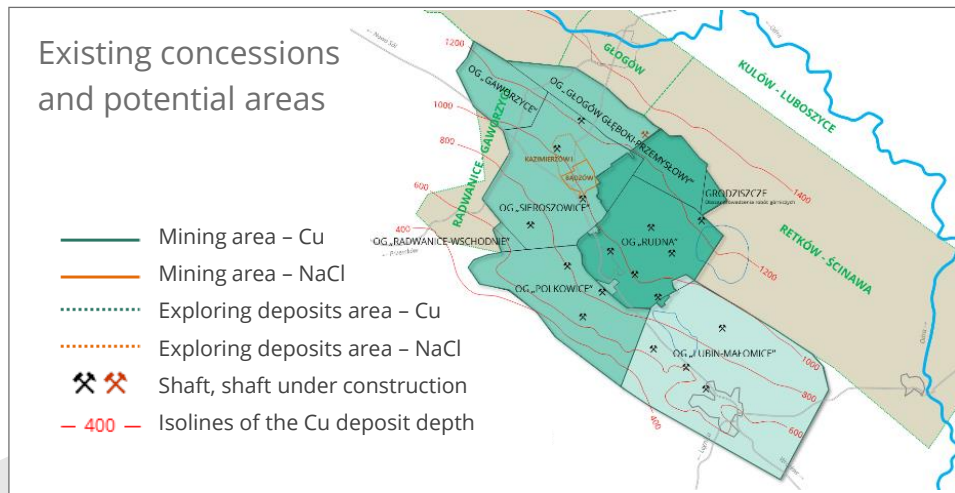 Existing concessions
and potential areas
Mining area – Cu
Mining area – NaCl
Exploring deposits area – Cu
Exploring deposits area – NaCl
Shaft, shaft under construction
— 400 — Isolines of the Cu deposit depth
1200
1000
800
600
400
GŁOGÓW
KULÓW - LUBOSZYCE
OG „GAWORZYCE"
OG „GŁOGÓW GŁĘBOKI-PRZEMYSŁOWY"
RADWANICE - GAWORZYCE
KAZIMIERZÓW I
BĄDZÓW
1400
GRODZISZCZE
OG „SIEROSZOWICE"
OG „RADWANICE-WSCHODNIE"
OG „RUDNA"
RETKÓW - ŚCINAWA
1200
OG „POLKOWICE"
OG „LUBIN-MAŁOMICE"
1000
800
600
400